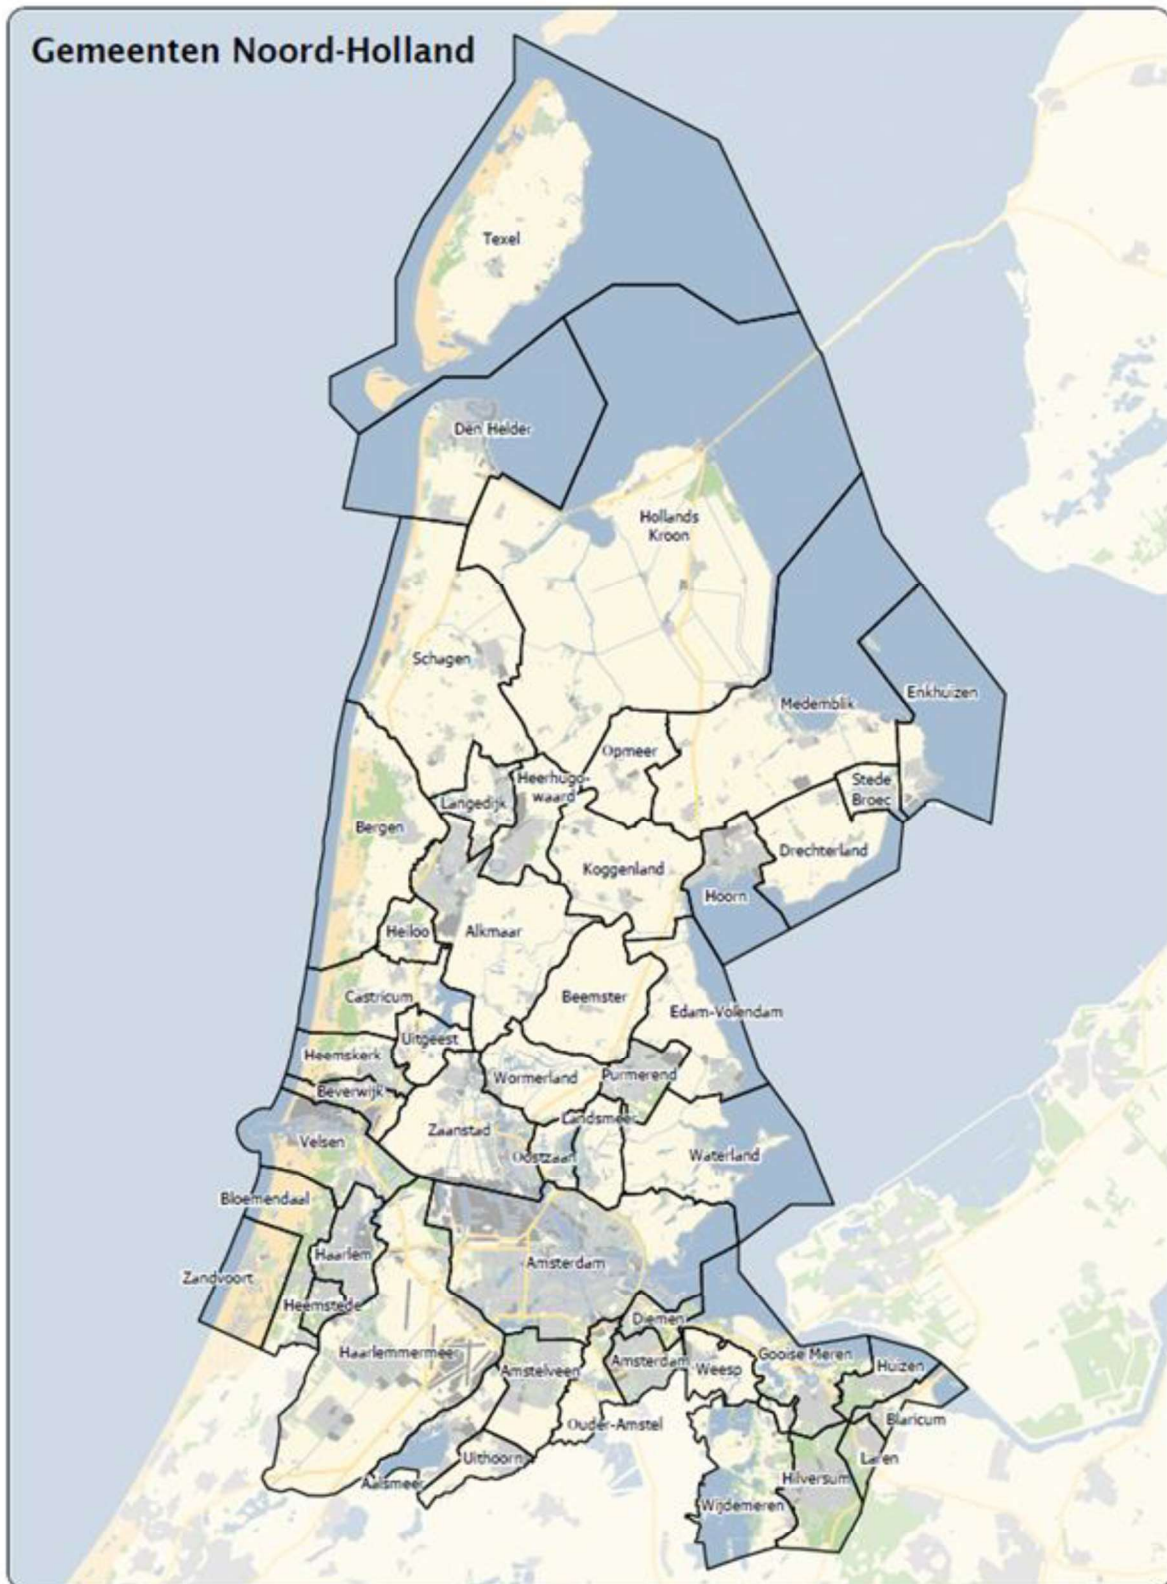 Gemeenten Noord-Holland
Texel
Den Helder
Hollands
Kroon
Schagen
Medemblik
Enkhuizen
Opmeer
Heerhugo-
waard
Stede
Broec
Langedijk
Bergen
Drechterland
Koggenland
Hoorn
Heiloo
Alkmaar
Castricum
Beemster
Edam-Volendam
Uitgeest
Heemskerk
Wormerland
Purmerend
Beverwijk
Landsmeer
Velsen
Zaanstad
Oostzaan
Waterland
Bloemendaal
Haarlem
Amsterdam
Zandvoort
Heemstede
Diemen
Haarlemmermeer
Amstelveen
Amsterdam
Weesp
Gooise Meren
Huizen
Ouder-Amstel
Blaricum
Uithoorn
Laren
Aalsmeer
Hilversum
Wijdemeren